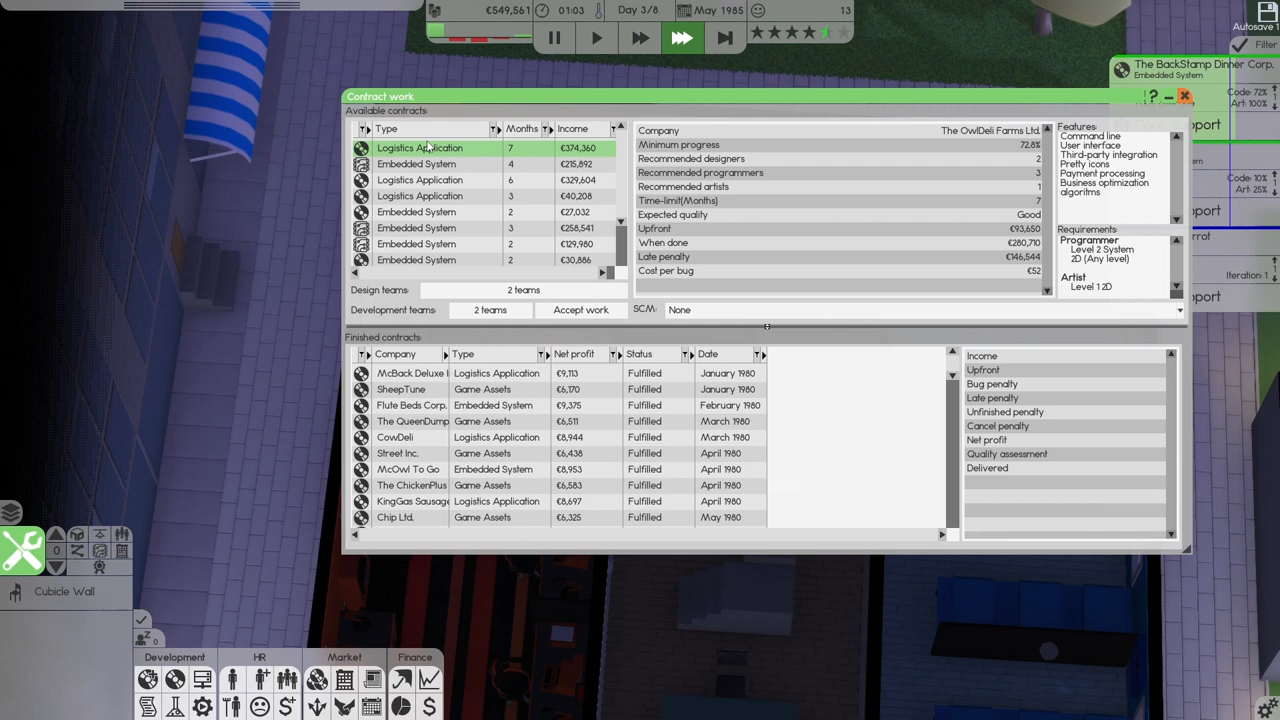 €549,561
01:03
Day 3/8
May 1985
13
Autosave 1
Filter
The BackStamp Dinner Corp.
Embedded System
Code: 72%
Art: 100%
Code: 10%
Art: 25%
Iteration: 1
Contract work
? – ×
Available contracts:
Type Months Income
Logistics Application 7 €374,360
Embedded System 4 €215,892
Logistics Application 6 €329,604
Logistics Application 3 €40,208
Embedded System 2 €27,032
Embedded System 3 €258,541
Embedded System 2 €129,980
Embedded System 2 €30,886
Design teams: 2 teams
Development teams: 2 teams Accept work
Company The OwlDeli Farms Ltd.
Minimum progress 72.8%
Recommended designers 2
Recommended programmers 3
Recommended artists 1
Time-limit(Months) 7
Expected quality Good
Upfront €93,650
When done €280,710
Late penalty €146,544
Cost per bug €52
SCM: None
Features:
Command line
User interface
Third-party integration
Pretty icons
Payment processing
Business optimization
algoritms
Requirements:
Programmer
Level 2 System
2D (Any level)
Artist
Level 1 2D
Finished contracts:
Company Type Net profit Status Date
McBack Deluxe Logistics Application €9,113 Fulfilled January 1980
SheepTune Game Assets €6,170 Fulfilled January 1980
Flute Beds Corp. Embedded System €9,375 Fulfilled February 1980
The QueenDump Game Assets €6,511 Fulfilled March 1980
CowDeli Logistics Application €8,944 Fulfilled March 1980
Street Inc. Game Assets €6,438 Fulfilled April 1980
McOwl To Go Embedded System €8,953 Fulfilled April 1980
The ChickenPlus Game Assets €6,583 Fulfilled April 1980
KingGas Sausage Logistics Application €8,697 Fulfilled April 1980
Chip Ltd. Game Assets €6,325 Fulfilled May 1980
Income
Upfront
Bug penalty
Late penalty
Unfinished penalty
Cancel penalty
Net profit
Quality assessment
Delivered
0
Cubicle Wall
0
Development HR Market Finance